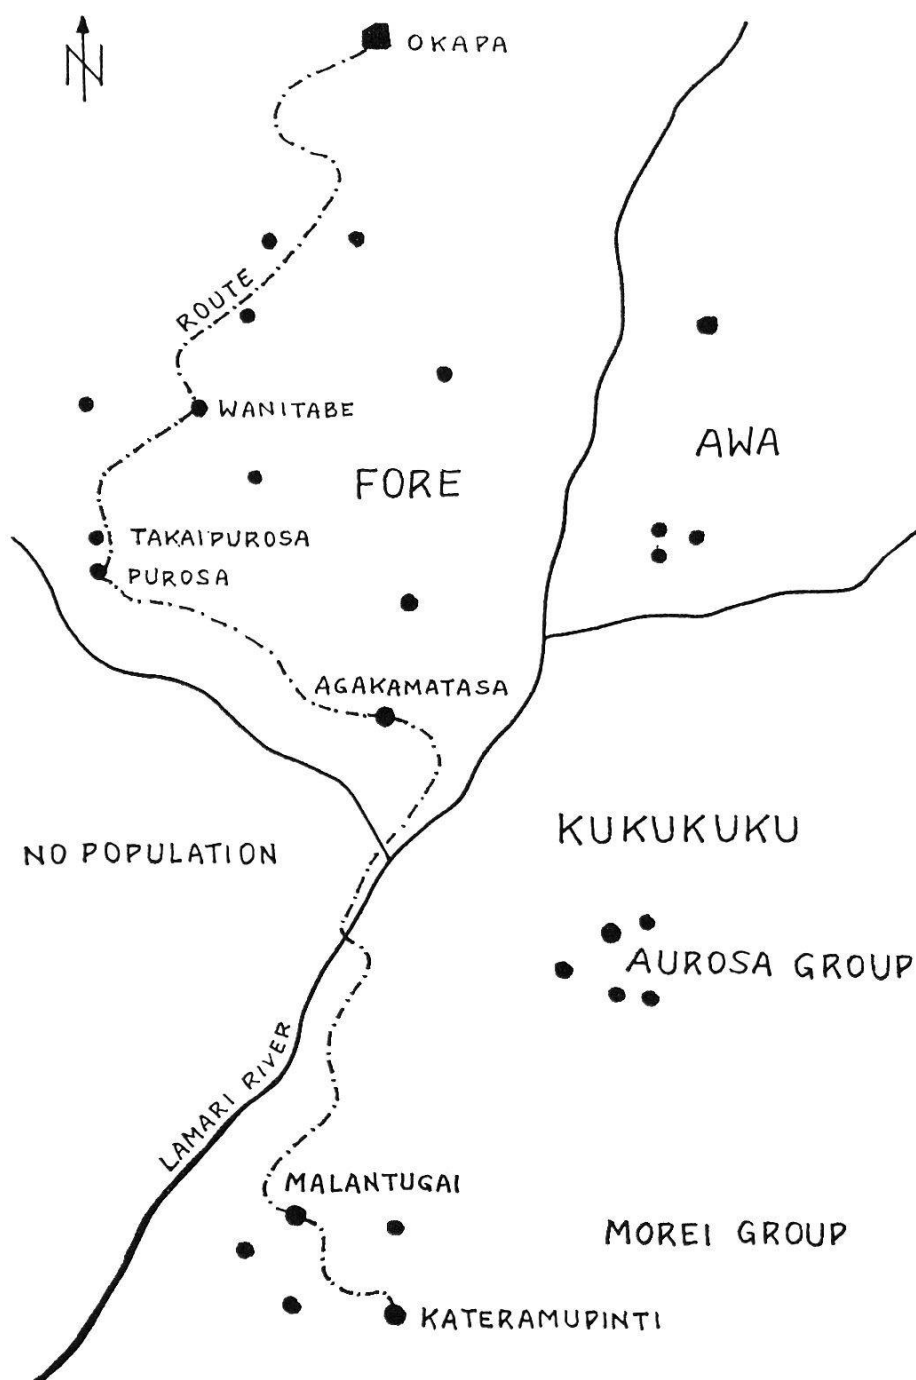 N
OKAPA
ROUTE
WANITABE
AWA
FORE
TAKAIPUROSA
PUROSA
AGAKAMATASA
KUKUKUKU
NO POPULATION
AUROSA GROUP
LAMARI RIVER
MALANTUGAI
MOREI GROUP
KATERAMUPINTI